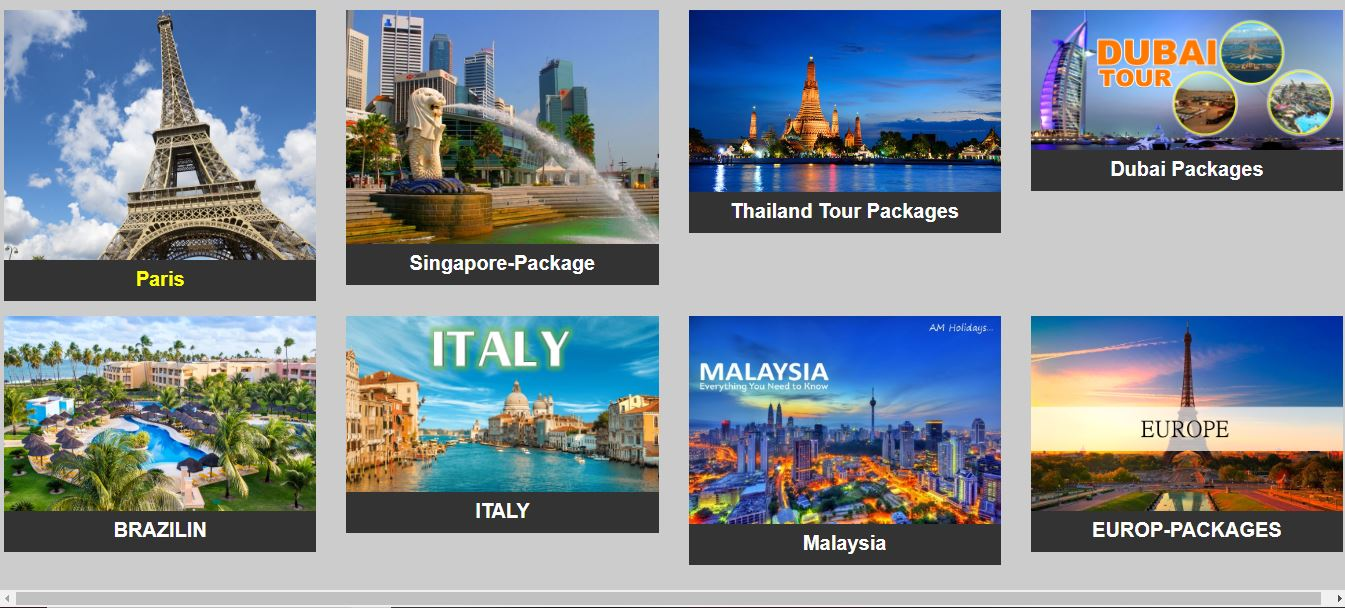 DUBAI
TOUR
Paris
Singapore-Package
Thailand Tour Packages
Dubai Packages
ITALY
AM Holidays...
MALAYSIA
Everything You Need to Know
EUROPE
BRAZILIN
ITALY
Malaysia
EUROP-PACKAGES